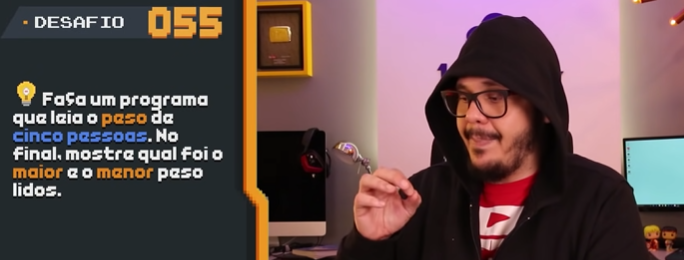 DESAFIO 055
Faça um programa
que leia o peso de
cinco pessoas. No
final, mostre qual foi o
maior e o menor peso
lidos.